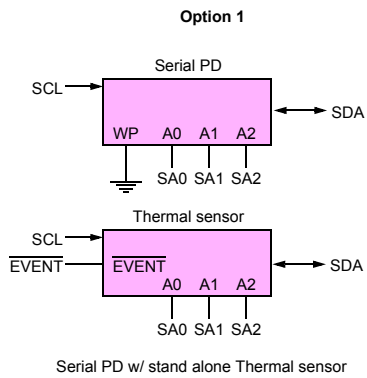 Option 1
Serial PD
SCL
SDA
WP A0 A1 A2
SA0 SA1 SA2
Thermal sensor
SCL
EVENT EVENT SDA
A0 A1 A2
SA0 SA1 SA2
Serial PD w/ stand alone Thermal sensor